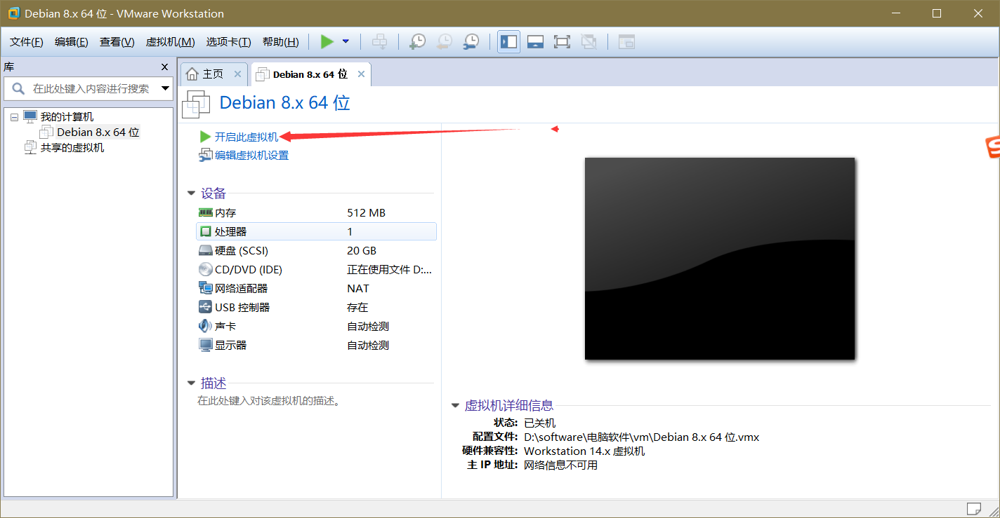 Debian 8.x 64 位 - VMware Workstation
文件(F) 编辑(E) 查看(V) 虚拟机(M) 选项卡(T) 帮助(H)
库
在此处键入内容进行搜索
我的计算机
Debian 8.x 64 位
共享的虚拟机
主页 Debian 8.x 64 位
Debian 8.x 64 位
开启此虚拟机
编辑虚拟机设置
设备
内存 512 MB
处理器 1
硬盘 (SCSI) 20 GB
CD/DVD (IDE) 正在使用文件 D:...
网络适配器 NAT
USB 控制器 存在
声卡 自动检测
显示器 自动检测
描述
在此处键入对该虚拟机的描述。
虚拟机详细信息
状态: 已关机
配置文件: D:\software\电脑软件\vm\Debian 8.x 64 位.vmx
硬件兼容性: Workstation 14.x 虚拟机
主 IP 地址: 网络信息不可用